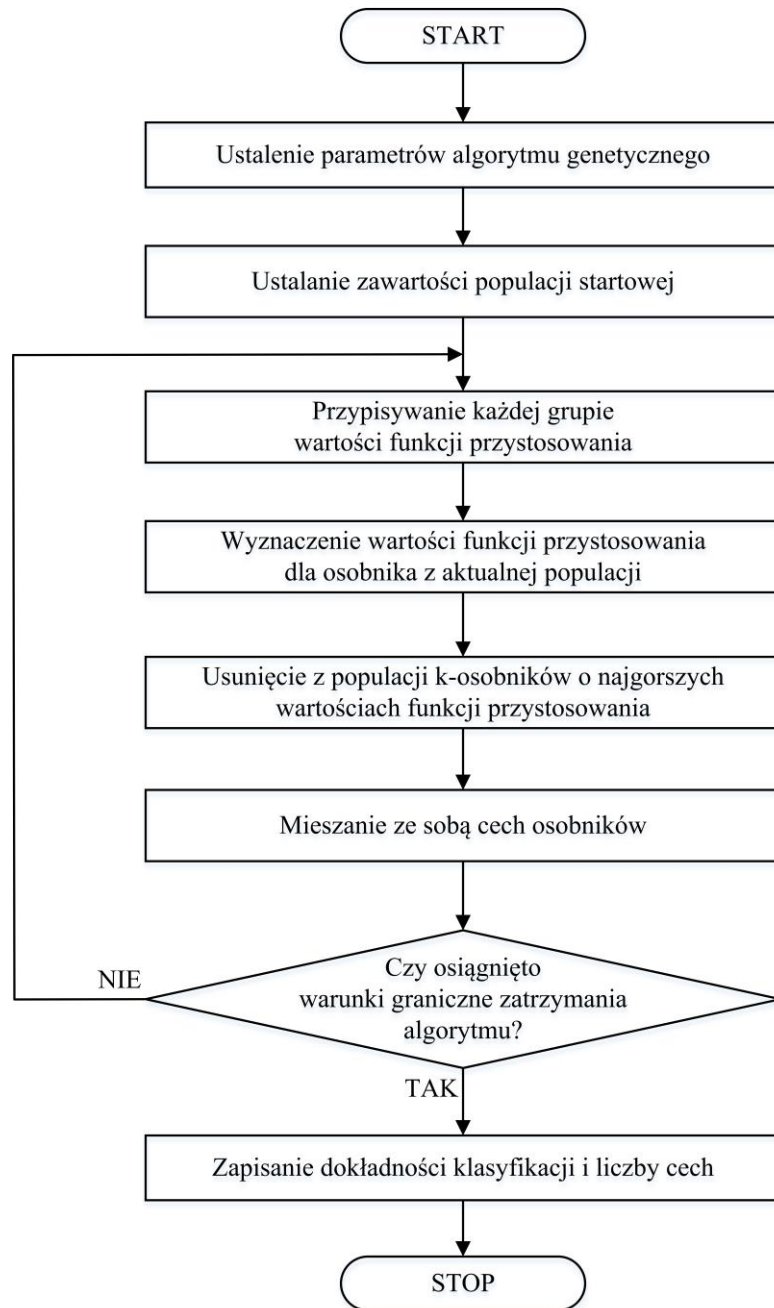 START
Ustalenie parametrów algorytmu genetycznego
Ustalanie zawartości populacji startowej
Przypisywanie każdej grupie
wartości funkcji przystosowania
Wyznaczenie wartości funkcji przystosowania
dla osobnika z aktualnej populacji
Usunięcie z populacji k-osobników o najgorszych
wartościach funkcji przystosowania
Mieszanie ze sobą cech osobników
NIE
Czy osiągnięto
warunki graniczne zatrzymania
algorytmu?
TAK
Zapisanie dokładności klasyfikacji i liczby cech
STOP